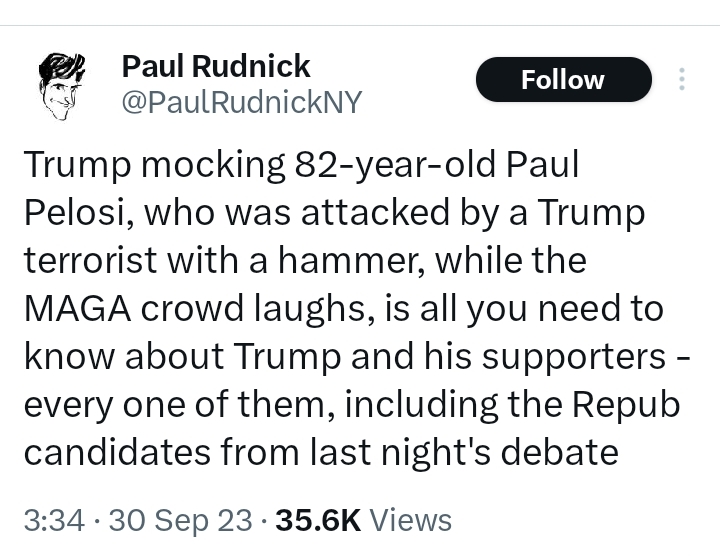 Paul Rudnick
@PaulRudnickNY
Follow
Trump mocking 82-year-old Paul
Pelosi, who was attacked by a Trump
terrorist with a hammer, while the
MAGA crowd laughs, is all you need to
know about Trump and his supporters -
every one of them, including the Repub
candidates from last night's debate
3:34 · 30 Sep 23 · 35.6K Views